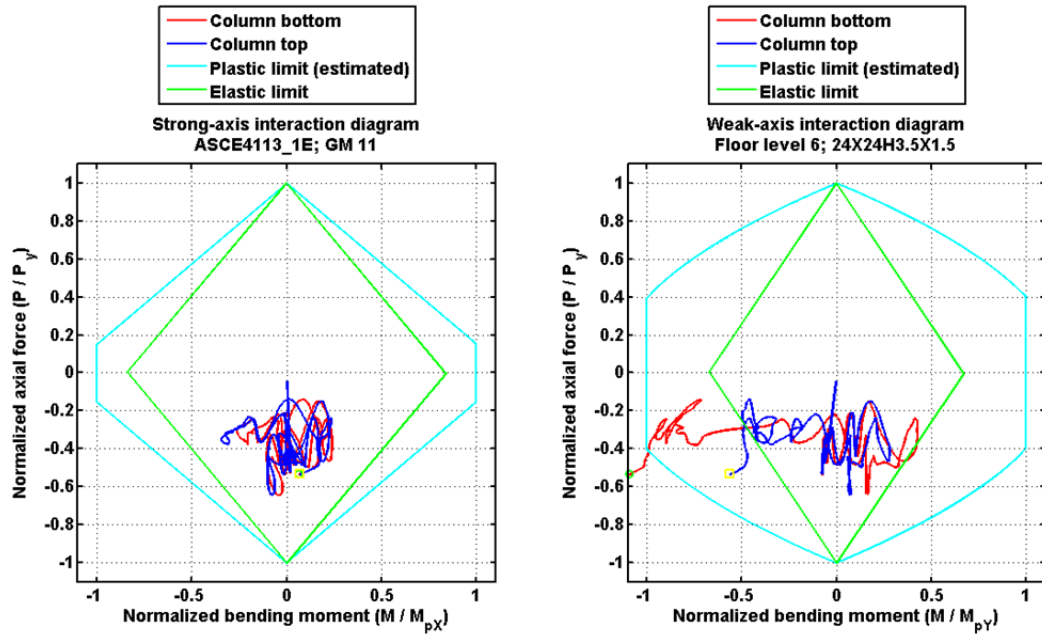 Column bottom
Column top
Plastic limit (estimated)
Elastic limit
Strong-axis interaction diagram
ASCE4113_1E; GM 11
1
0.8
0.6
0.4
0.2
0
-0.2
-0.4
-0.6
-0.8
-1
Normalized axial force (P / Py)
-1
-0.5
0
0.5
1
Normalized bending moment (M / MpX)
Column bottom
Column top
Plastic limit (estimated)
Elastic limit
Weak-axis interaction diagram
Floor level 6; 24X24H3.5X1.5
1
0.8
0.6
0.4
0.2
0
-0.2
-0.4
-0.6
-0.8
-1
Normalized axial force (P / Py)
-1
-0.5
0
0.5
1
Normalized bending moment (M / MpY)